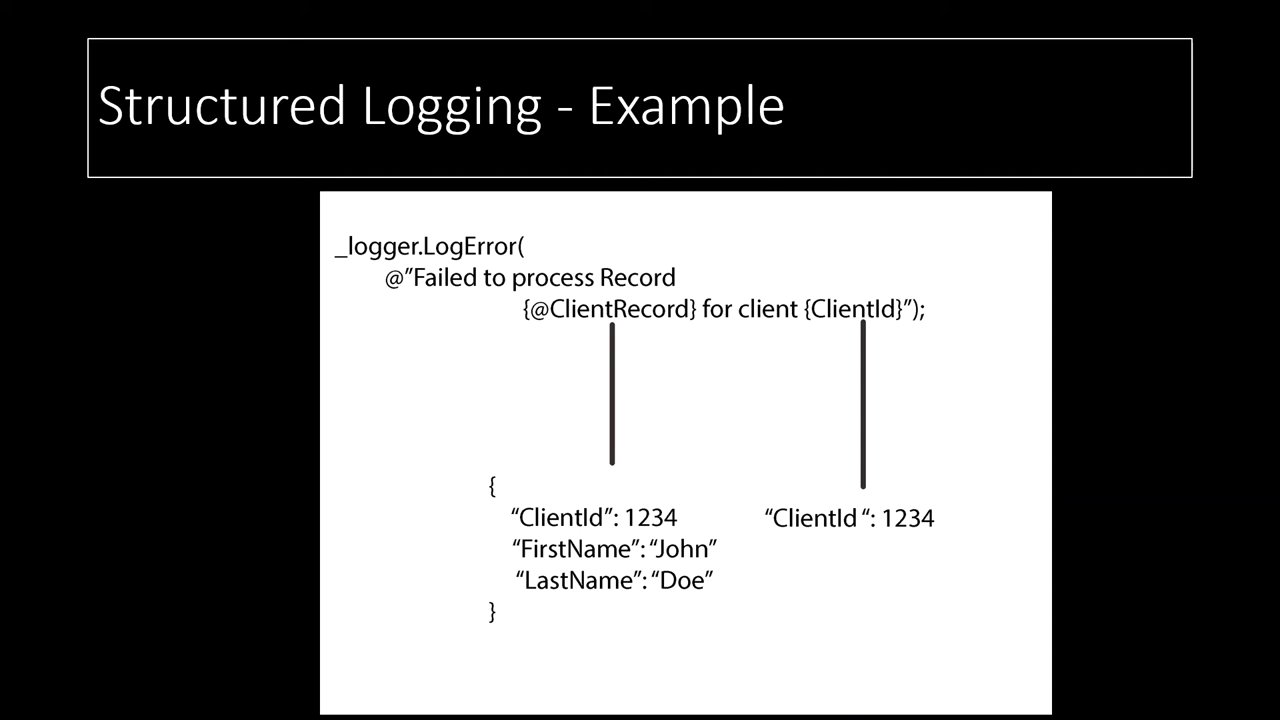 Structured Logging - Example
_logger.LogError(
@”Failed to process Record
{@ClientRecord} for client {ClientId}”);
{
“ClientId”: 1234
“FirstName”: “John”
“LastName”: “Doe”
}
“ClientId “: 1234